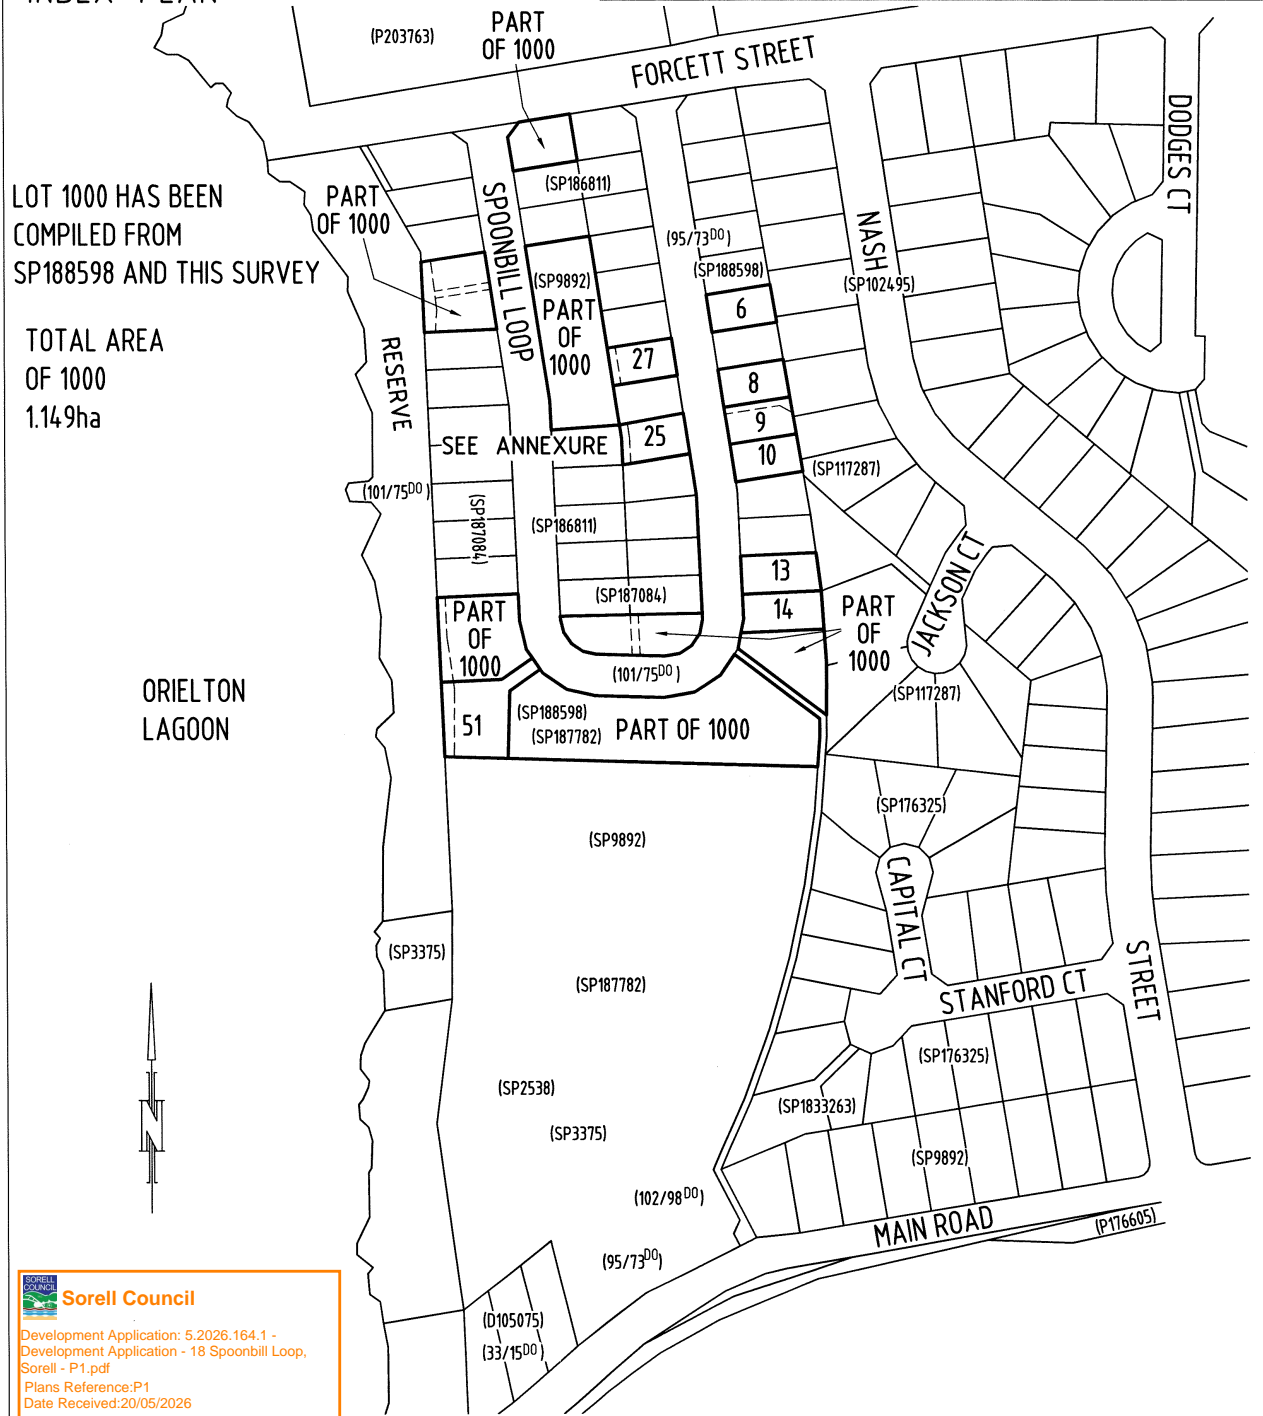 INDEX PLAN
(P203763)
PART
OF 1000
FORCETT STREET
DODGES CT
LOT 1000 HAS BEEN
COMPILED FROM
SP188598 AND THIS SURVEY
TOTAL AREA
OF 1000
1.149ha
PART
OF 1000
SPOONBILL LOOP
(SP186811)
(95/73DO)
(SP188598)
NASH
(SP102495)
(SP9892)
PART
OF
1000
6
27
8
9
25
10
RESERVE
SEE ANNEXURE
(SP117287)
(101/75DO)
(SP187084)
(SP186811)
JACKSON CT
13
(SP187084)
14
PART
OF
1000
PART
OF
1000
(101/75DO)
(SP117287)
ORIELTON
LAGOON
51
(SP188598)
(SP187782)
PART OF 1000
(SP176325)
(SP9892)
CAPITAL CT
(SP3375)
(SP187782)
STANFORD CT
STREET
(SP176325)
(SP2538)
(SP1833263)
(SP3375)
(SP9892)
(102/98DO)
MAIN ROAD
(P176605)
(95/73DO)
(D105075)
(33/15DO)
N
SORELL
COUNCIL
Sorell Council
Development Application: 5.2026.164.1 -
Development Application - 18 Spoonbill Loop,
Sorell - P1.pdf
Plans Reference:P1
Date Received:20/05/2026